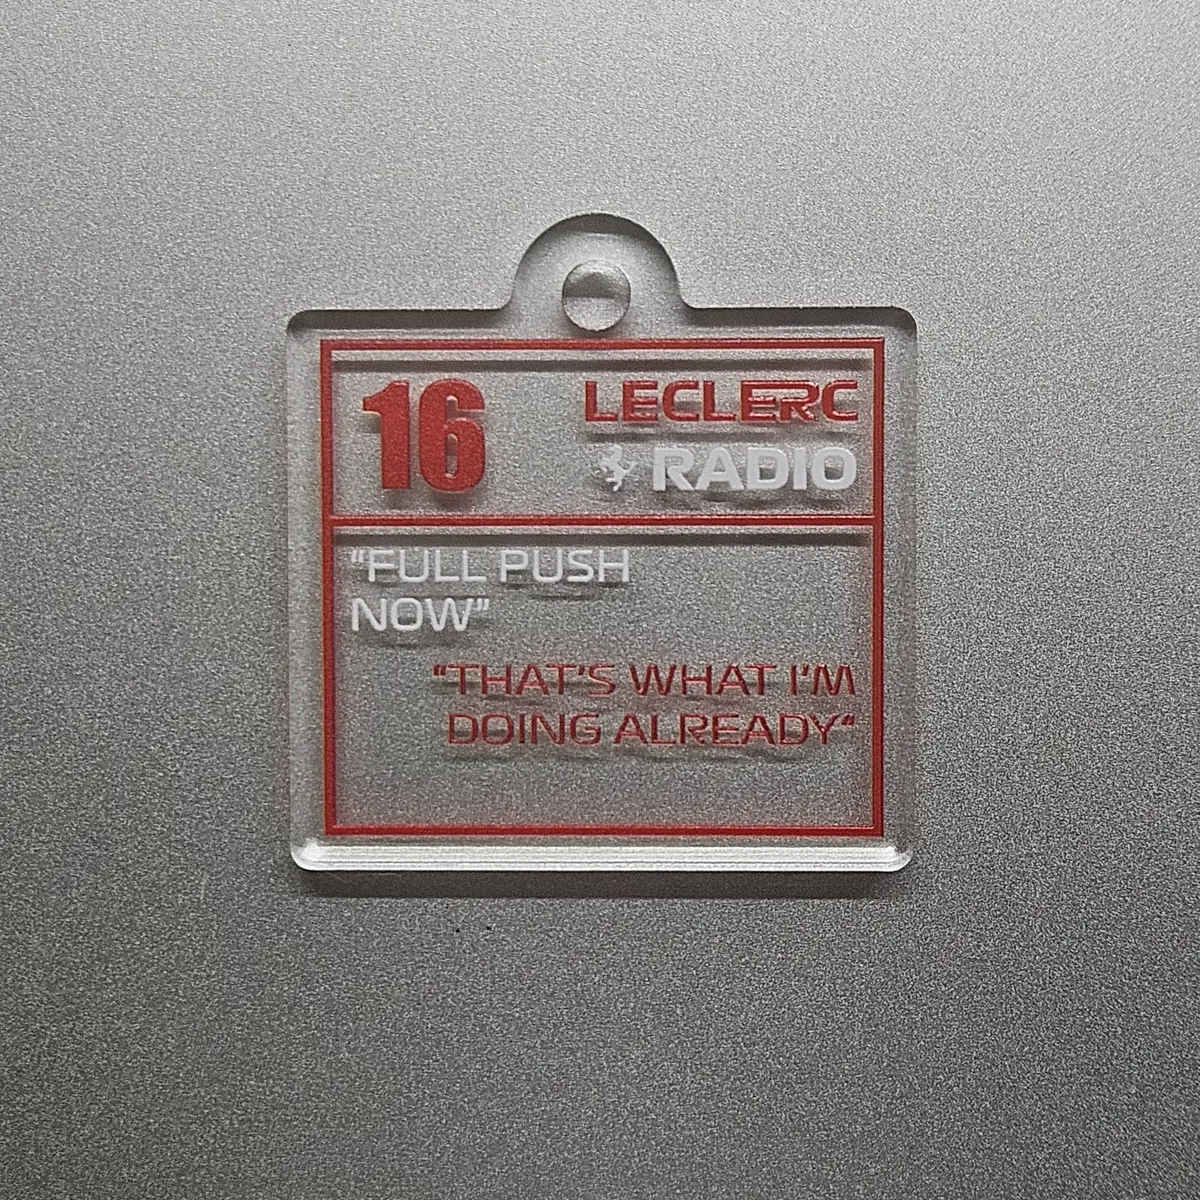 16
LECLERC
RADIO
“FULL PUSH
NOW”
“THAT’S WHAT I’M
DOING ALREADY“